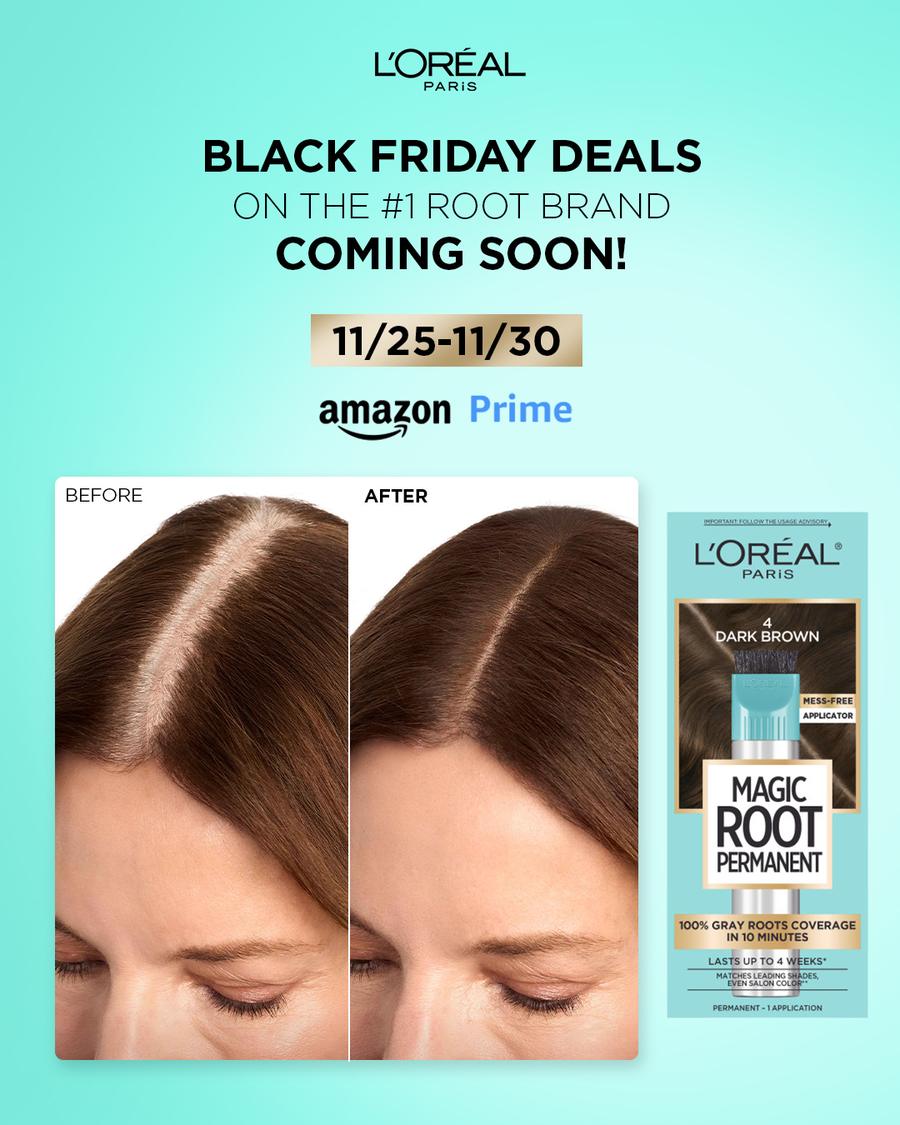 L'ORÉAL
PARiS
BLACK FRIDAY DEALS
ON THE #1 ROOT BRAND
COMING SOON!
11/25-11/30
amazon Prime
BEFORE
AFTER
IMPORTANT: FOLLOW THE USAGE ADVISORY
L'ORÉAL®
PARiS
4
DARK BROWN
L'ORÉAL
MESS-FREE
APPLICATOR
MAGIC
ROOT
PERMANENT
100% GRAY ROOTS COVERAGE
IN 10 MINUTES
LASTS UP TO 4 WEEKS*
MATCHES LEADING SHADES,
EVEN SALON COLOR**
PERMANENT - 1 APPLICATION